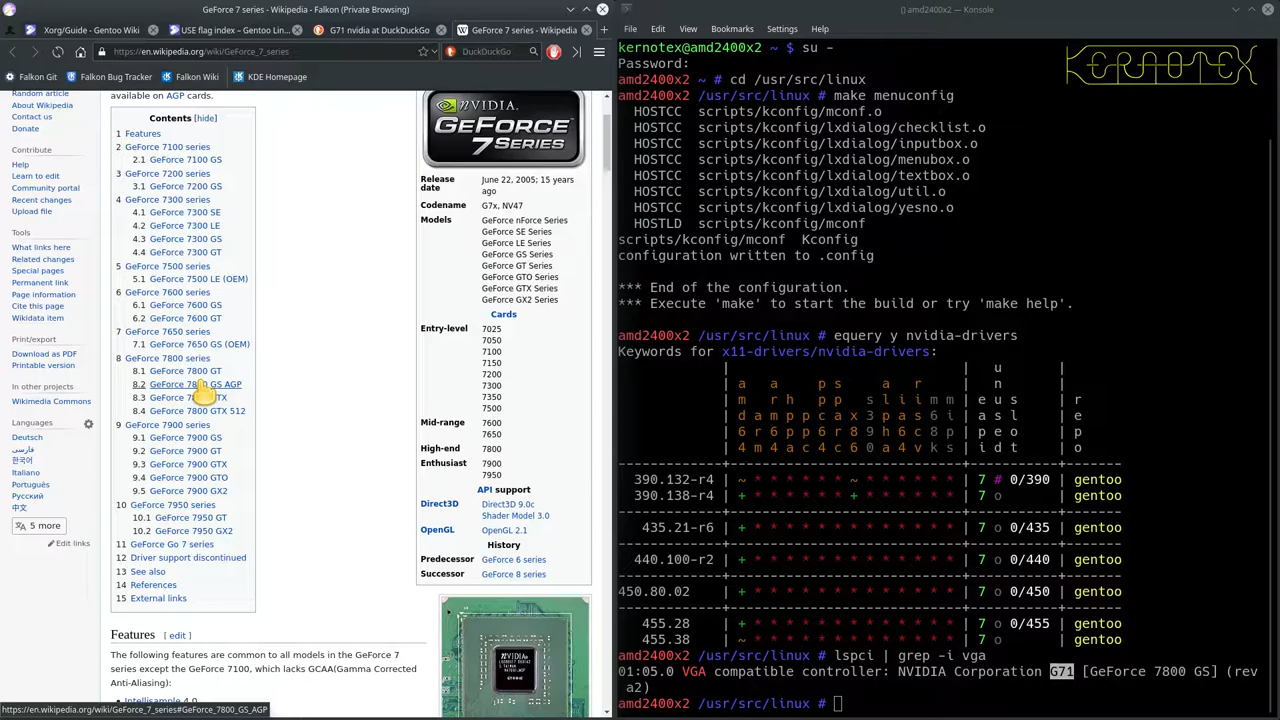 GeForce 7 series - Wikipedia - Falkon (Private Browsing)
Xorg/Guide - Gentoo Wiki
USE flag index – Gentoo Lin...
G71 nvidia at DuckDuckGo
GeForce 7 series - Wikipedia
https://en.wikipedia.org/wiki/GeForce_7_series
DuckDuckGo
Falkon Git
Falkon Bug Tracker
Falkon Wiki
KDE Homepage
Random article
About Wikipedia
Contact us
Donate
Contribute
Help
Learn to edit
Community portal
Recent changes
Upload file
Tools
What links here
Related changes
Special pages
Permanent link
Page information
Cite this page
Wikidata item
Print/export
Download as PDF
Printable version
In other projects
Wikimedia Commons
Languages
Deutsch
فارسی
한국어
Italiano
Português
Русский
中文
5 more
Edit links
available on AGP cards.
Contents [hide]
1 Features
2 GeForce 7100 series
2.1 GeForce 7100 GS
3 GeForce 7200 series
3.1 GeForce 7200 GS
4 GeForce 7300 series
4.1 GeForce 7300 SE
4.2 GeForce 7300 LE
4.3 GeForce 7300 GS
4.4 GeForce 7300 GT
5 GeForce 7500 series
5.1 GeForce 7500 LE (OEM)
6 GeForce 7600 series
6.1 GeForce 7600 GS
6.2 GeForce 7600 GT
7 GeForce 7650 series
7.1 GeForce 7650 GS (OEM)
8 GeForce 7800 series
8.1 GeForce 7800 GT
8.2 GeForce 7800 GS AGP
8.3 GeForce 7800 GTX
8.4 GeForce 7800 GTX 512
9 GeForce 7900 series
9.1 GeForce 7900 GS
9.2 GeForce 7900 GT
9.3 GeForce 7900 GTX
9.4 GeForce 7900 GTO
9.5 GeForce 7900 GX2
10 GeForce 7950 series
10.1 GeForce 7950 GT
10.2 GeForce 7950 GX2
11 GeForce Go 7 series
12 Driver support discontinued
13 See also
14 References
15 External links
Features [ edit ]
The following features are common to all models in the GeForce 7
series except the GeForce 7100, which lacks GCAA(Gamma Corrected
Anti-Aliasing):
Intellisample 4.0
https://en.wikipedia.org/wiki/GeForce_7_series#GeForce_7800_GS_AGP
NVIDIA.
GEFORCE
7 SERIES
Release date June 22, 2005; 15 years ago
Codename G7x, NV47
Models GeForce nForce Series
GeForce SE Series
GeForce LE Series
GeForce GS Series
GeForce GT Series
GeForce GTO Series
GeForce GTX Series
GeForce GX2 Series
Cards
Entry-level 7025
7050
7100
7150
7200
7300
7350
7500
Mid-range 7600
7650
High-end 7800
Enthusiast 7900
7950
API support
Direct3D Direct3D 9.0c
Shader Model 3.0
OpenGL OpenGL 2.1
History
Predecessor GeForce 6 series
Successor GeForce 8 series
() amd2400x2 — Konsole
File Edit View Bookmarks Settings Help
KERNOTEX
kernotex@amd2400x2 ~ $ su -
Password:
amd2400x2 ~ # cd /usr/src/linux
amd2400x2 /usr/src/linux # make menuconfig
HOSTCC scripts/kconfig/mconf.o
HOSTCC scripts/kconfig/lxdialog/checklist.o
HOSTCC scripts/kconfig/lxdialog/inputbox.o
HOSTCC scripts/kconfig/lxdialog/menubox.o
HOSTCC scripts/kconfig/lxdialog/textbox.o
HOSTCC scripts/kconfig/lxdialog/util.o
HOSTCC scripts/kconfig/lxdialog/yesno.o
HOSTLD scripts/kconfig/mconf
scripts/kconfig/mconf Kconfig
configuration written to .config
*** End of the configuration.
*** Execute 'make' to start the build or try 'make help'.
amd2400x2 /usr/src/linux # equery y nvidia-drivers
Keywords for x11-drivers/nvidia-drivers:
| | u |
| a a ps a r | n |
| m rh pp s lii mm | eus | r
| d amppcax3pas6i | asl | e
| 6r6pp6r89h6c8p | peo | p
| 4m4ac4c60a4vks | idt | o
390.132-r4 | ~ * * * * * * ~ * * * * * * | 7 # 0/390 | gentoo
390.138-r4 | + * * * * * * + * * * * * * | 7 o | gentoo
435.21-r6 | + * * * * * * * * * * * * * | 7 o 0/435 | gentoo
440.100-r2 | + * * * * * * * * * * * * * | 7 o 0/440 | gentoo
450.80.02 | + * * * * * * * * * * * * * | 7 o 0/450 | gentoo
455.28 | + * * * * * * * * * * * * * | 7 o 0/455 | gentoo
455.38 | ~ * * * * * * * * * * * * * | 7 o | gentoo
amd2400x2 /usr/src/linux # lspci | grep -i vga
01:05.0 VGA compatible controller: NVIDIA Corporation G71 [GeForce 7800 GS] (rev
a2)
amd2400x2 /usr/src/linux #